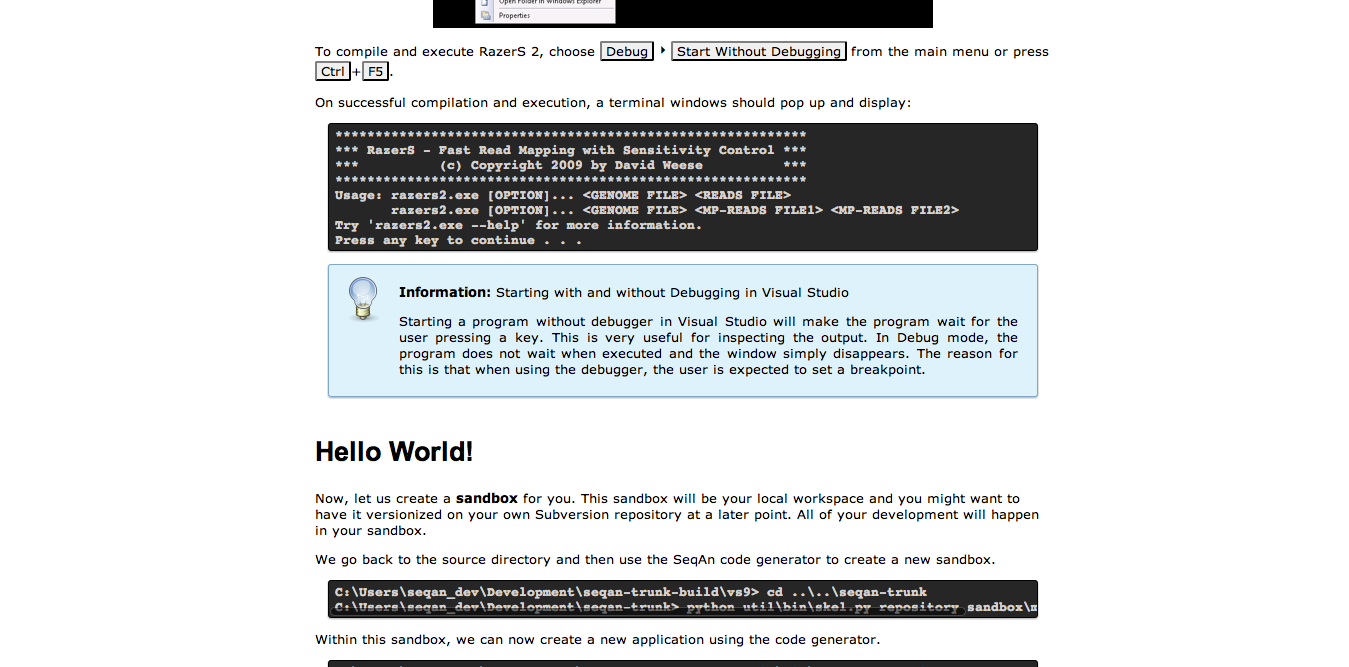 Open Folder in Windows Explorer
Properties
To compile and execute RazerS 2, choose Debug ‣ Start Without Debugging from the main menu or press
Ctrl+F5.
On successful compilation and execution, a terminal windows should pop up and display:
***********************************************************
*** RazerS - Fast Read Mapping with Sensitivity Control ***
***          (c) Copyright 2009 by David Weese          ***
***********************************************************
Usage: razers2.exe [OPTION]... <GENOME FILE> <READS FILE>
       razers2.exe [OPTION]... <GENOME FILE> <MP-READS FILE1> <MP-READS FILE2>
Try 'razers2.exe --help' for more information.
Press any key to continue . . .
Information: Starting with and without Debugging in Visual Studio
Starting a program without debugger in Visual Studio will make the program wait for the
user pressing a key. This is very useful for inspecting the output. In Debug mode, the
program does not wait when executed and the window simply disappears. The reason for
this is that when using the debugger, the user is expected to set a breakpoint.
Hello World!
Now, let us create a sandbox for you. This sandbox will be your local workspace and you might want to
have it versionized on your own Subversion repository at a later point. All of your development will happen
in your sandbox.
We go back to the source directory and then use the SeqAn code generator to create a new sandbox.
C:\Users\seqan_dev\Development\seqan-trunk-build\vs9> cd ..\..\seqan-trunk
C:\Users\seqan_dev\Development\seqan-trunk> python util\bin\skel.py repository sandbox\m
Within this sandbox, we can now create a new application using the code generator.